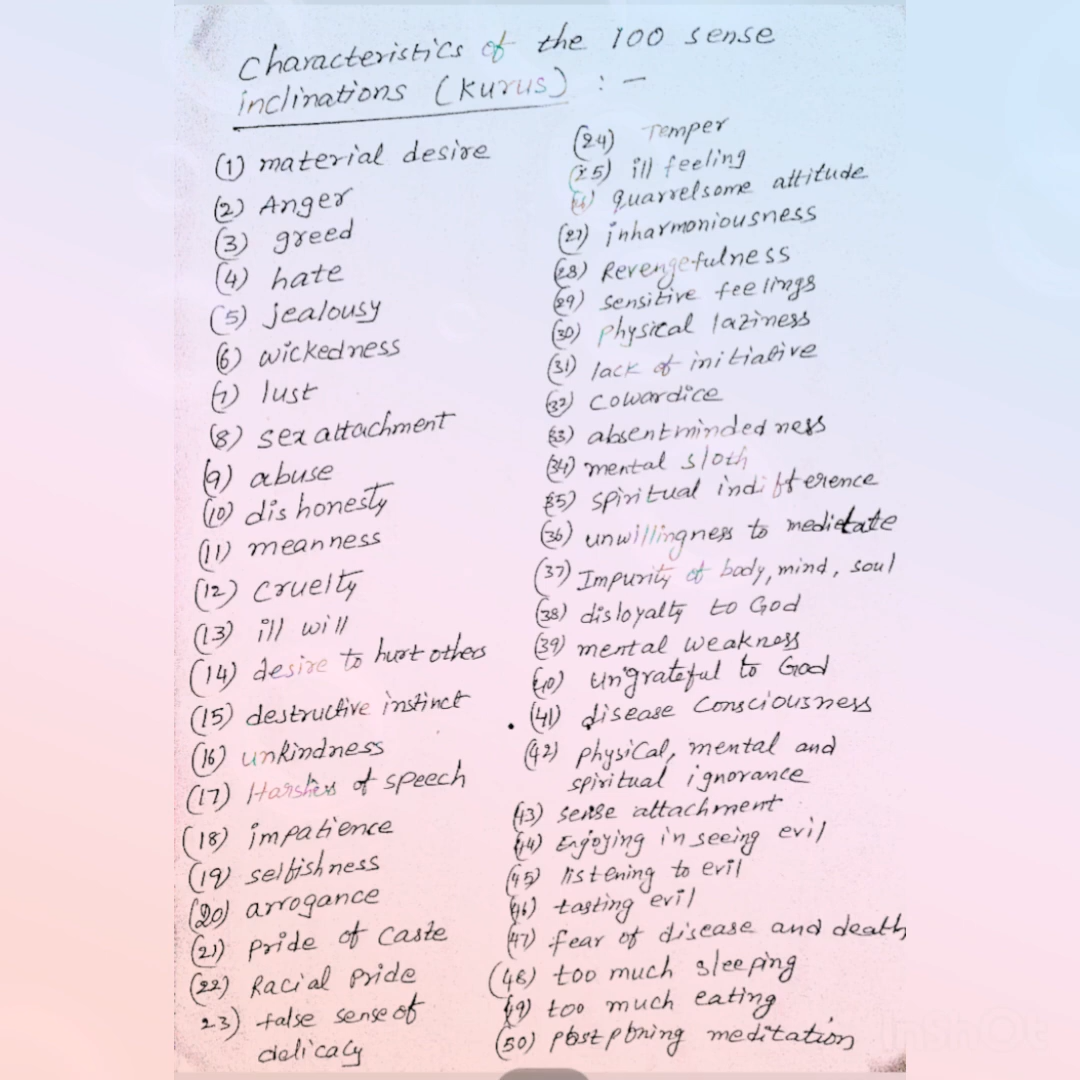 Characteristics of the 100 sense
inclinations (Kurus) : -
(1) material desire
(2) Anger
(3) greed
(4) hate
(5) jealousy
(6) wickedness
(7) lust
(8) sex attachment
(9) abuse
(10) dishonesty
(11) meanness
(12) cruelty
(13) ill will
(14) desire to hurt others
(15) destructive instinct
(16) unkindness
(17) of speech
(18) impatience
(19) selfishness
(20) arrogance
(21) pride of caste
(22) Racial pride
23) false sense of
dalicacy
(24) Temper
(25) ill feeling
quarrelsome attitude
(27) inharmoniousness
(28) Revengefulness
(29) sensitive feelings
(30) physical laziness
(31) lack of initiative
(32) cowardice
(33) absentmindedness
(34) mental sloth
(35) spiritual indifference
(36) unwillingness to
(37) Impurity of body, mind, soul
(38) disloyalty to God
(39) mental weakness
(40) ungrateful to God
(41) disease consciousness
(42) physical, mental and
spiritual ignorance
(43) sense attachment
(44) Enjoying in seeing evil
(45) listening to evil
(46) tasting evil
(47) fear of disease and death
(48) too much sleeping
(49) too much eating
(50) postponing meditation